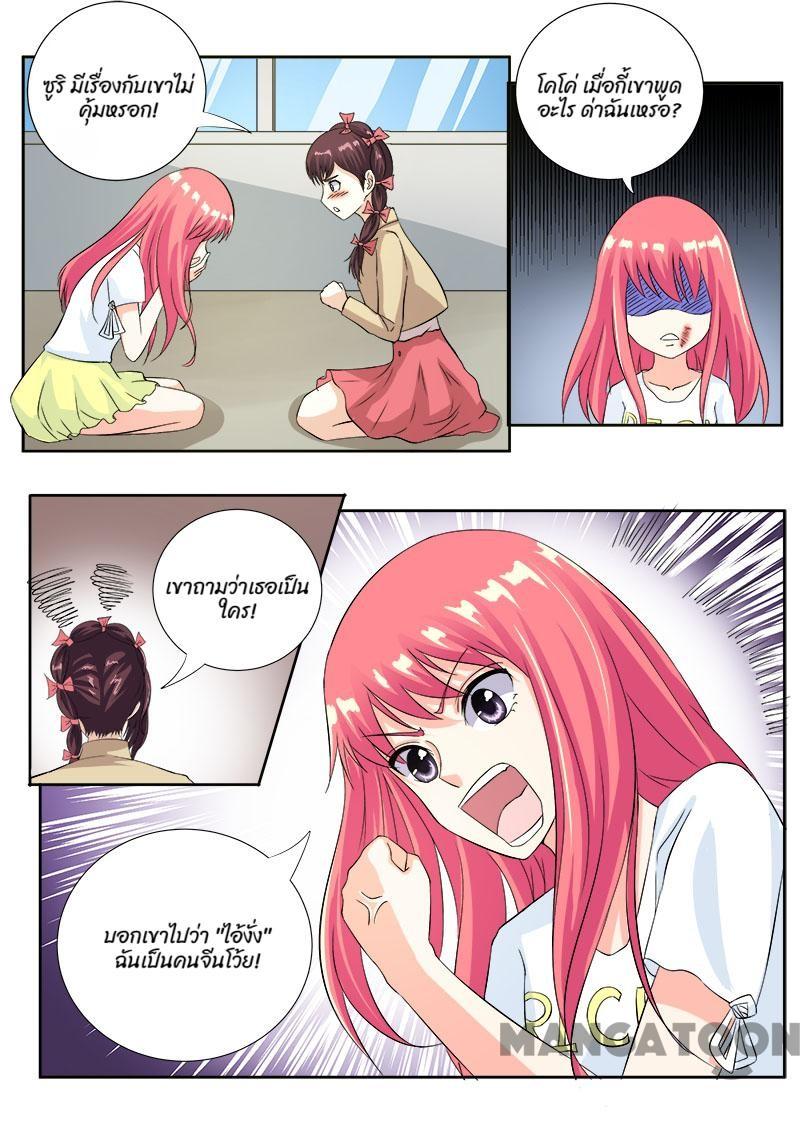 ซูริ มีเรื่องกับเขาไม่
คุ้มหรอก!
โคโค่ เมื่อกี้เขาพูด
อะไร ด่าฉันเหรอ?
เขาถามว่าเธอเป็น
ใคร!
บอกเขาไปว่า "ไอ้งั่ง"
ฉันเป็นคนจีนโว้ย!
MANGATOON